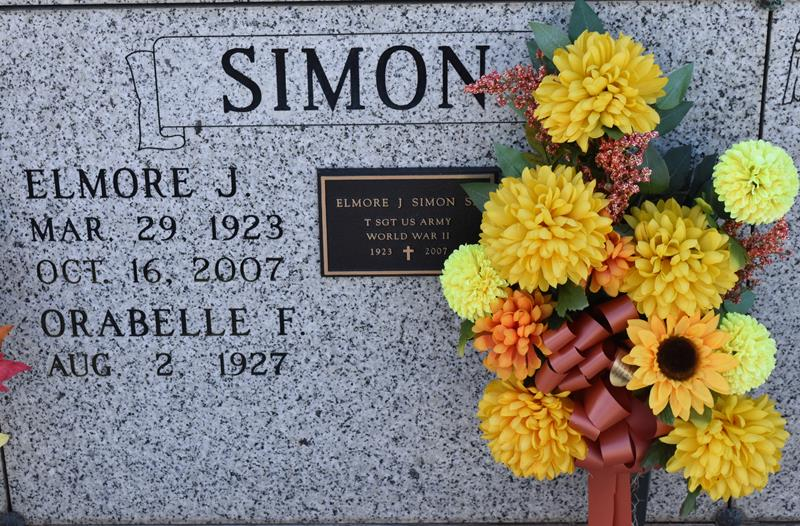 SIMON
ELMORE J.
MAR 29 1923
OCT. 16, 2007
ORABELLE F
AUG 2 1927
ELMORE J SIMON S
T SGT US ARMY
WORLD WAR II
1923 2007